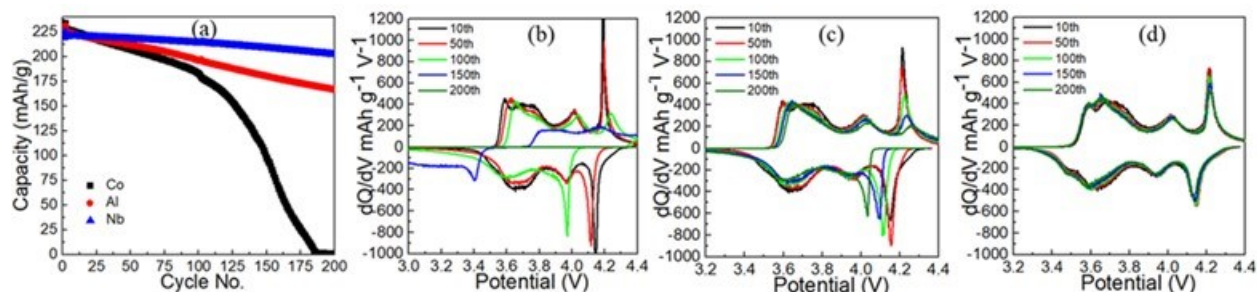 (a)
225
200
175
150
125
100
75
50
25
0
Capacity (mAh/g)
Co
Al
Nb
0 25 50 75 100 125 150 175 200
Cycle No.
(b)
1200
1000
800
600
400
200
0
-200
-400
-600
-800
-1000
dQ/dV mAh g-1 V-1
10th
50th
100th
150th
200th
3.0 3.2 3.4 3.6 3.8 4.0 4.2 4.4
Potential (V)
(c)
1200
1000
800
600
400
200
0
-200
-400
-600
-800
-1000
dQ/dV mAh g-1 V-1
10th
50th
100th
150th
200th
3.2 3.4 3.6 3.8 4.0 4.2 4.4
Potential (V)
(d)
1200
1000
800
600
400
200
0
-200
-400
-600
-800
-1000
dQ/dV mAh g-1 V-1
10th
50th
100th
150th
200th
3.2 3.4 3.6 3.8 4.0 4.2 4.4
Potential (V)